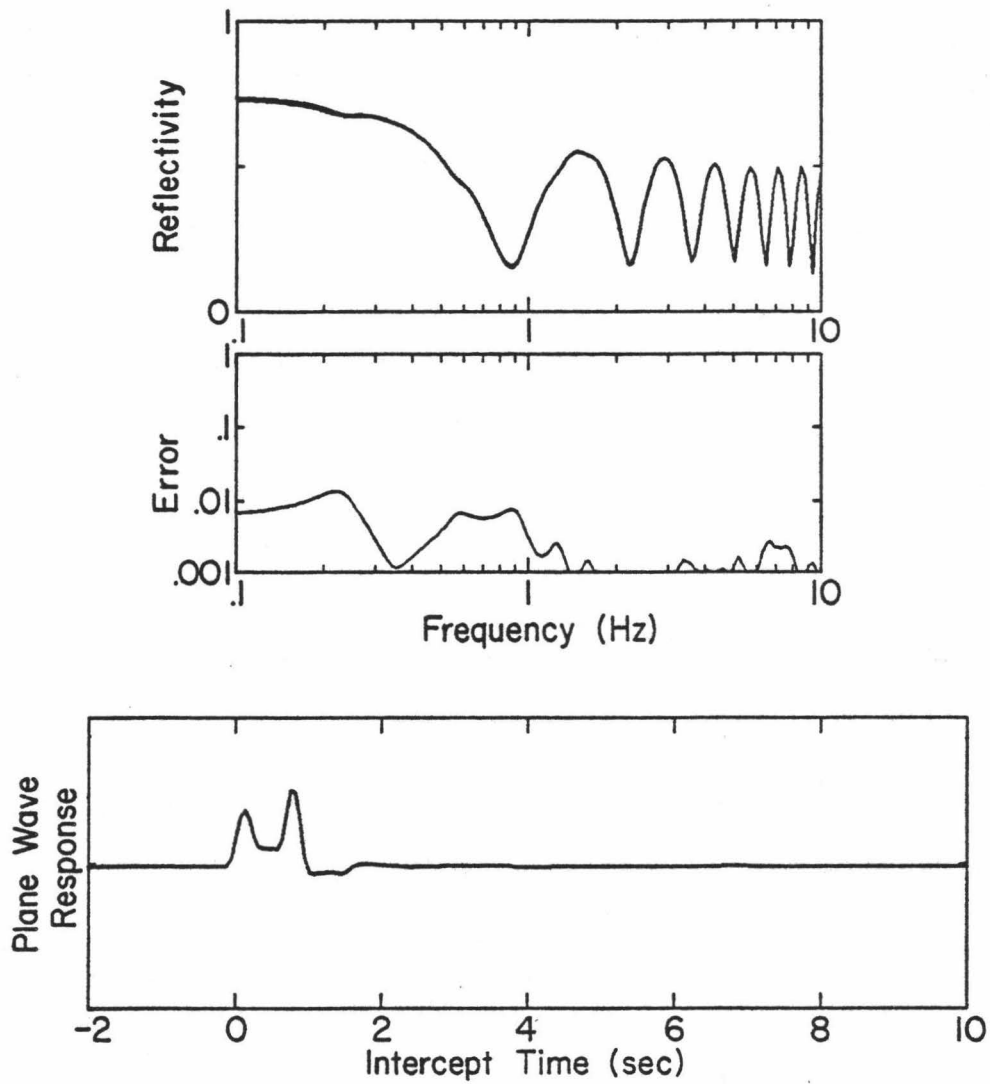 1
Reflectivity
0
.1 1 10
1
.1
.01
.001
Error
.1 1 10
Frequency (Hz)
Plane Wave
Response
-2 0 2 4 6 8 10
Intercept Time (sec)